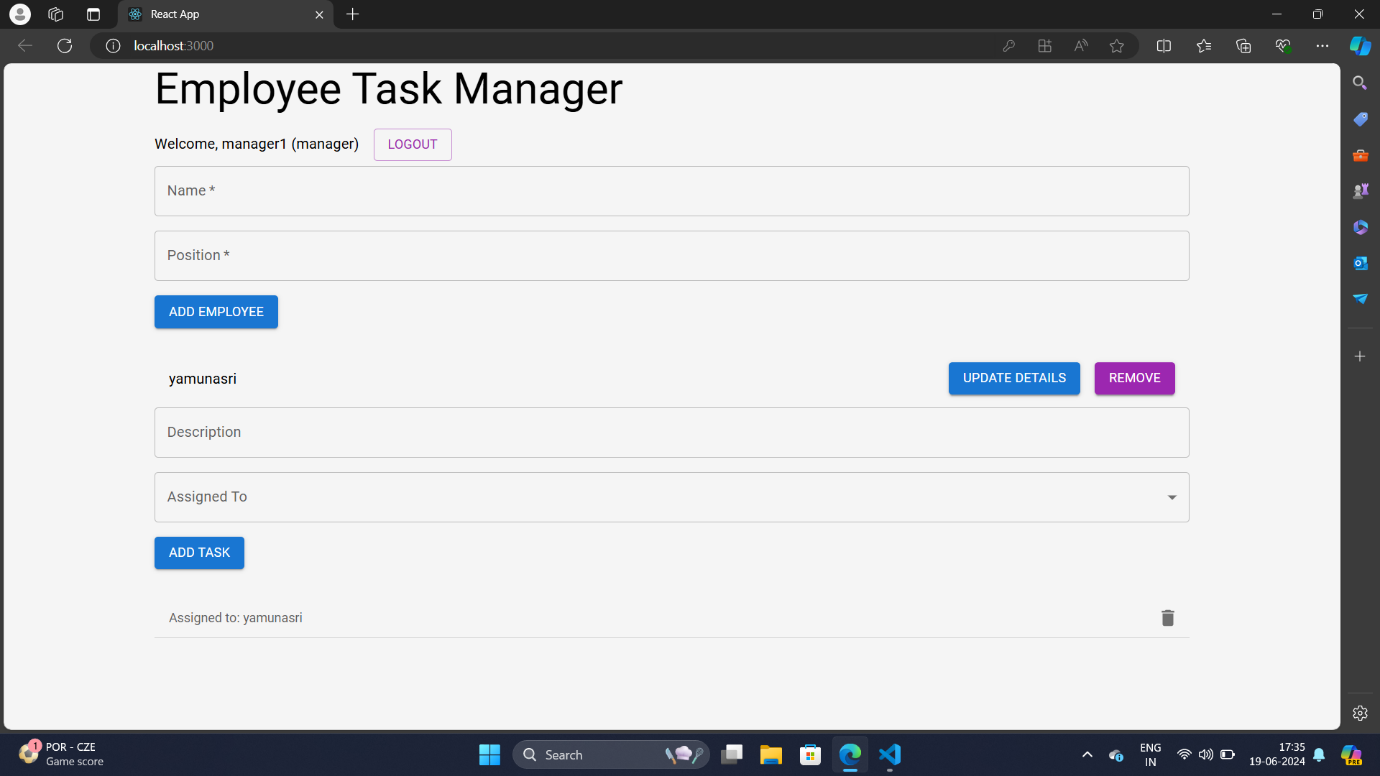 React App
localhost:3000
Employee Task Manager
Welcome, manager1 (manager) LOGOUT
Name *
Position *
ADD EMPLOYEE
yamunasri UPDATE DETAILS REMOVE
Description
Assigned To
ADD TASK
Assigned to: yamunasri
1 POR - CZE
Game score
Search
ENG
IN
17:35
19-06-2024
PRE